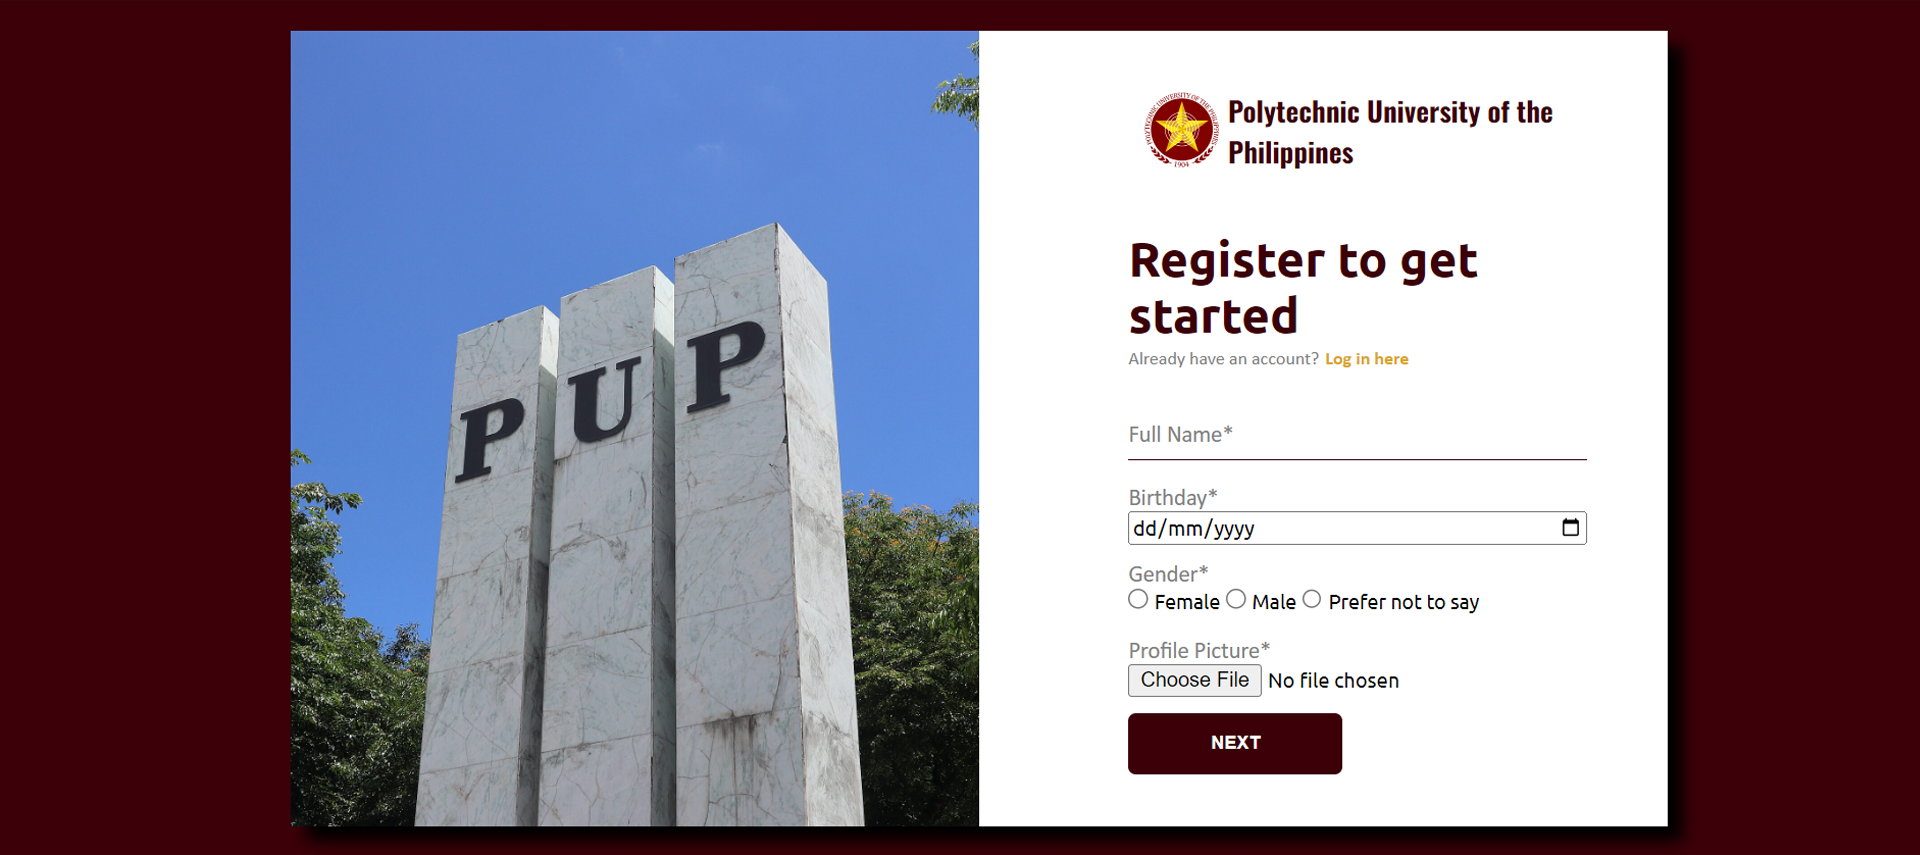 PUP
POLYTECHNIC UNIVERSITY OF THE PHILIPPINES
1904
Polytechnic University of the
Philippines
Register to get
started
Already have an account? Log in here
Full Name*
Birthday*
dd/mm/yyyy
Gender*
Female Male Prefer not to say
Profile Picture*
Choose File No file chosen
NEXT